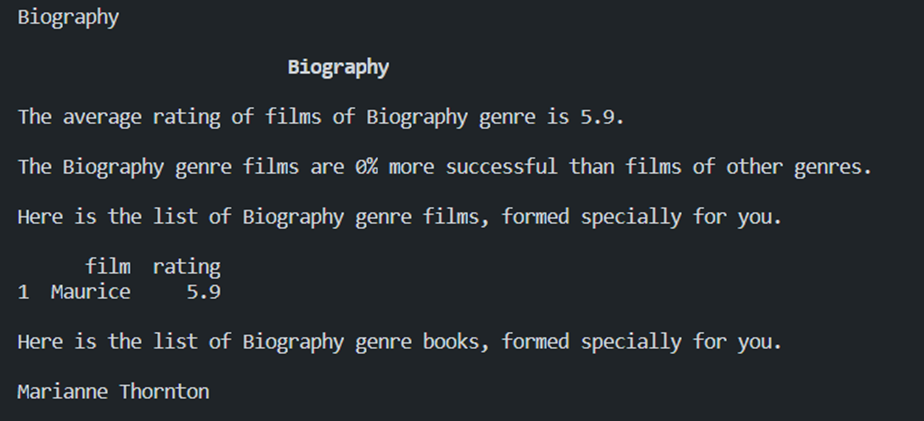 Biography
Biography
The average rating of films of Biography genre is 5.9.
The Biography genre films are 0% more successful than films of other genres.
Here is the list of Biography genre films, formed specially for you.
film rating
1 Maurice 5.9
Here is the list of Biography genre books, formed specially for you.
Marianne Thornton